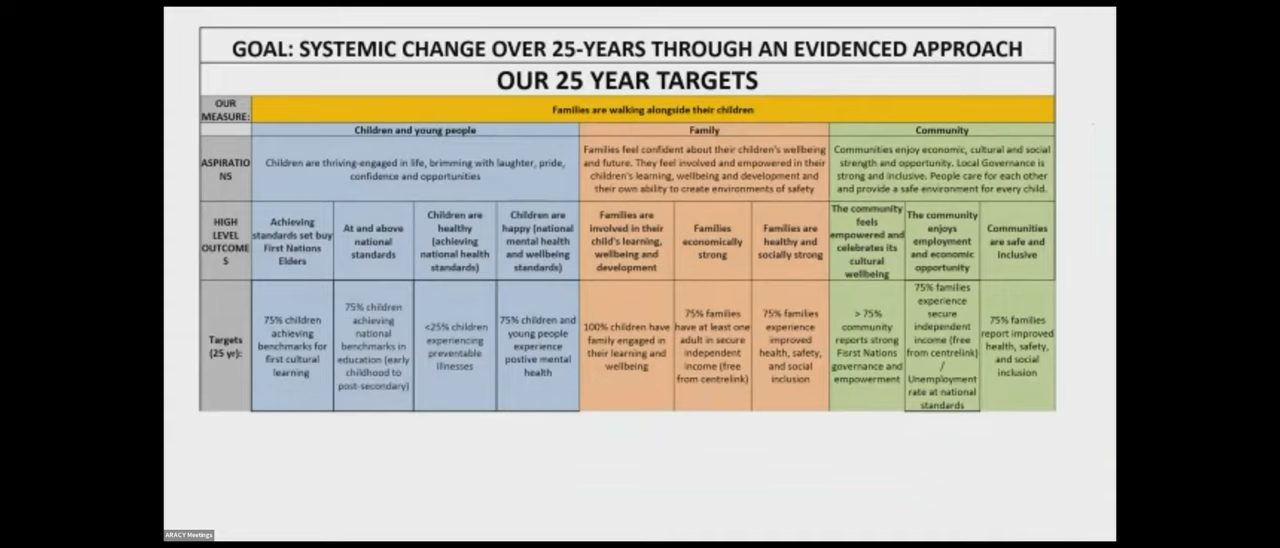 GOAL: SYSTEMIC CHANGE OVER 25-YEARS THROUGH AN EVIDENCED APPROACH
OUR 25 YEAR TARGETS
OUR
MEASURE:
Families are walking alongside their children
Children and young people
Family
Community
ASPIRATIO
NS
Children are thriving-engaged in life, brimming with laughter, pride,
confidence and opportunities
Families feel confident about their children's wellbeing
and future. They feel involved and empowered in their
children's learning, wellbeing and development and
their own ability to create environments of safety
Communities enjoy economic, cultural and social
strength and opportunity. Local Governance is
strong and inclusive. People care for each other
and provide a safe environment for every child.
HIGH
LEVEL
OUTCOME
S
Achieving
standards set buy
First Nations
Elders
At and above
national
standards
Children are
healthy
(achieving
national health
standards)
Children are
happy (national
mental health
and wellbeing
standards)
Families are
involved in their
child's learning,
wellbeing and
development
Families
economically
strong
Families are
healthy and
socially strong
The community
feels
empowered and
celebrates its
cultural
wellbeing
The community
enjoys
employment
and economic
opportunity
Communities
are safe and
inclusive
Targets
(25 yr):
75% children
achieving
benchmarks for
first cultural
learning
75% children
achieving
national
benchmarks in
education (early
childhood to
post-secondary)
<25% children
experiencing
preventable
illnesses
75% children and
young people
experience
postive mental
health
100% children have
family engaged in
their learning and
wellbeing
75% families
have at least one
adult in secure
independent
income (free
from centrelink)
75% families
experience
improved
health, safety,
and social
inclusion
> 75%
community
reports strong
Fisrst Nations
governance and
empowerment
75% families
experience
secure
independent
income (free
from centrelink)
/
Unemployment
rate at national
standards
75% families
report improved
health, safety,
and social
inclusion
ARACY Meetings